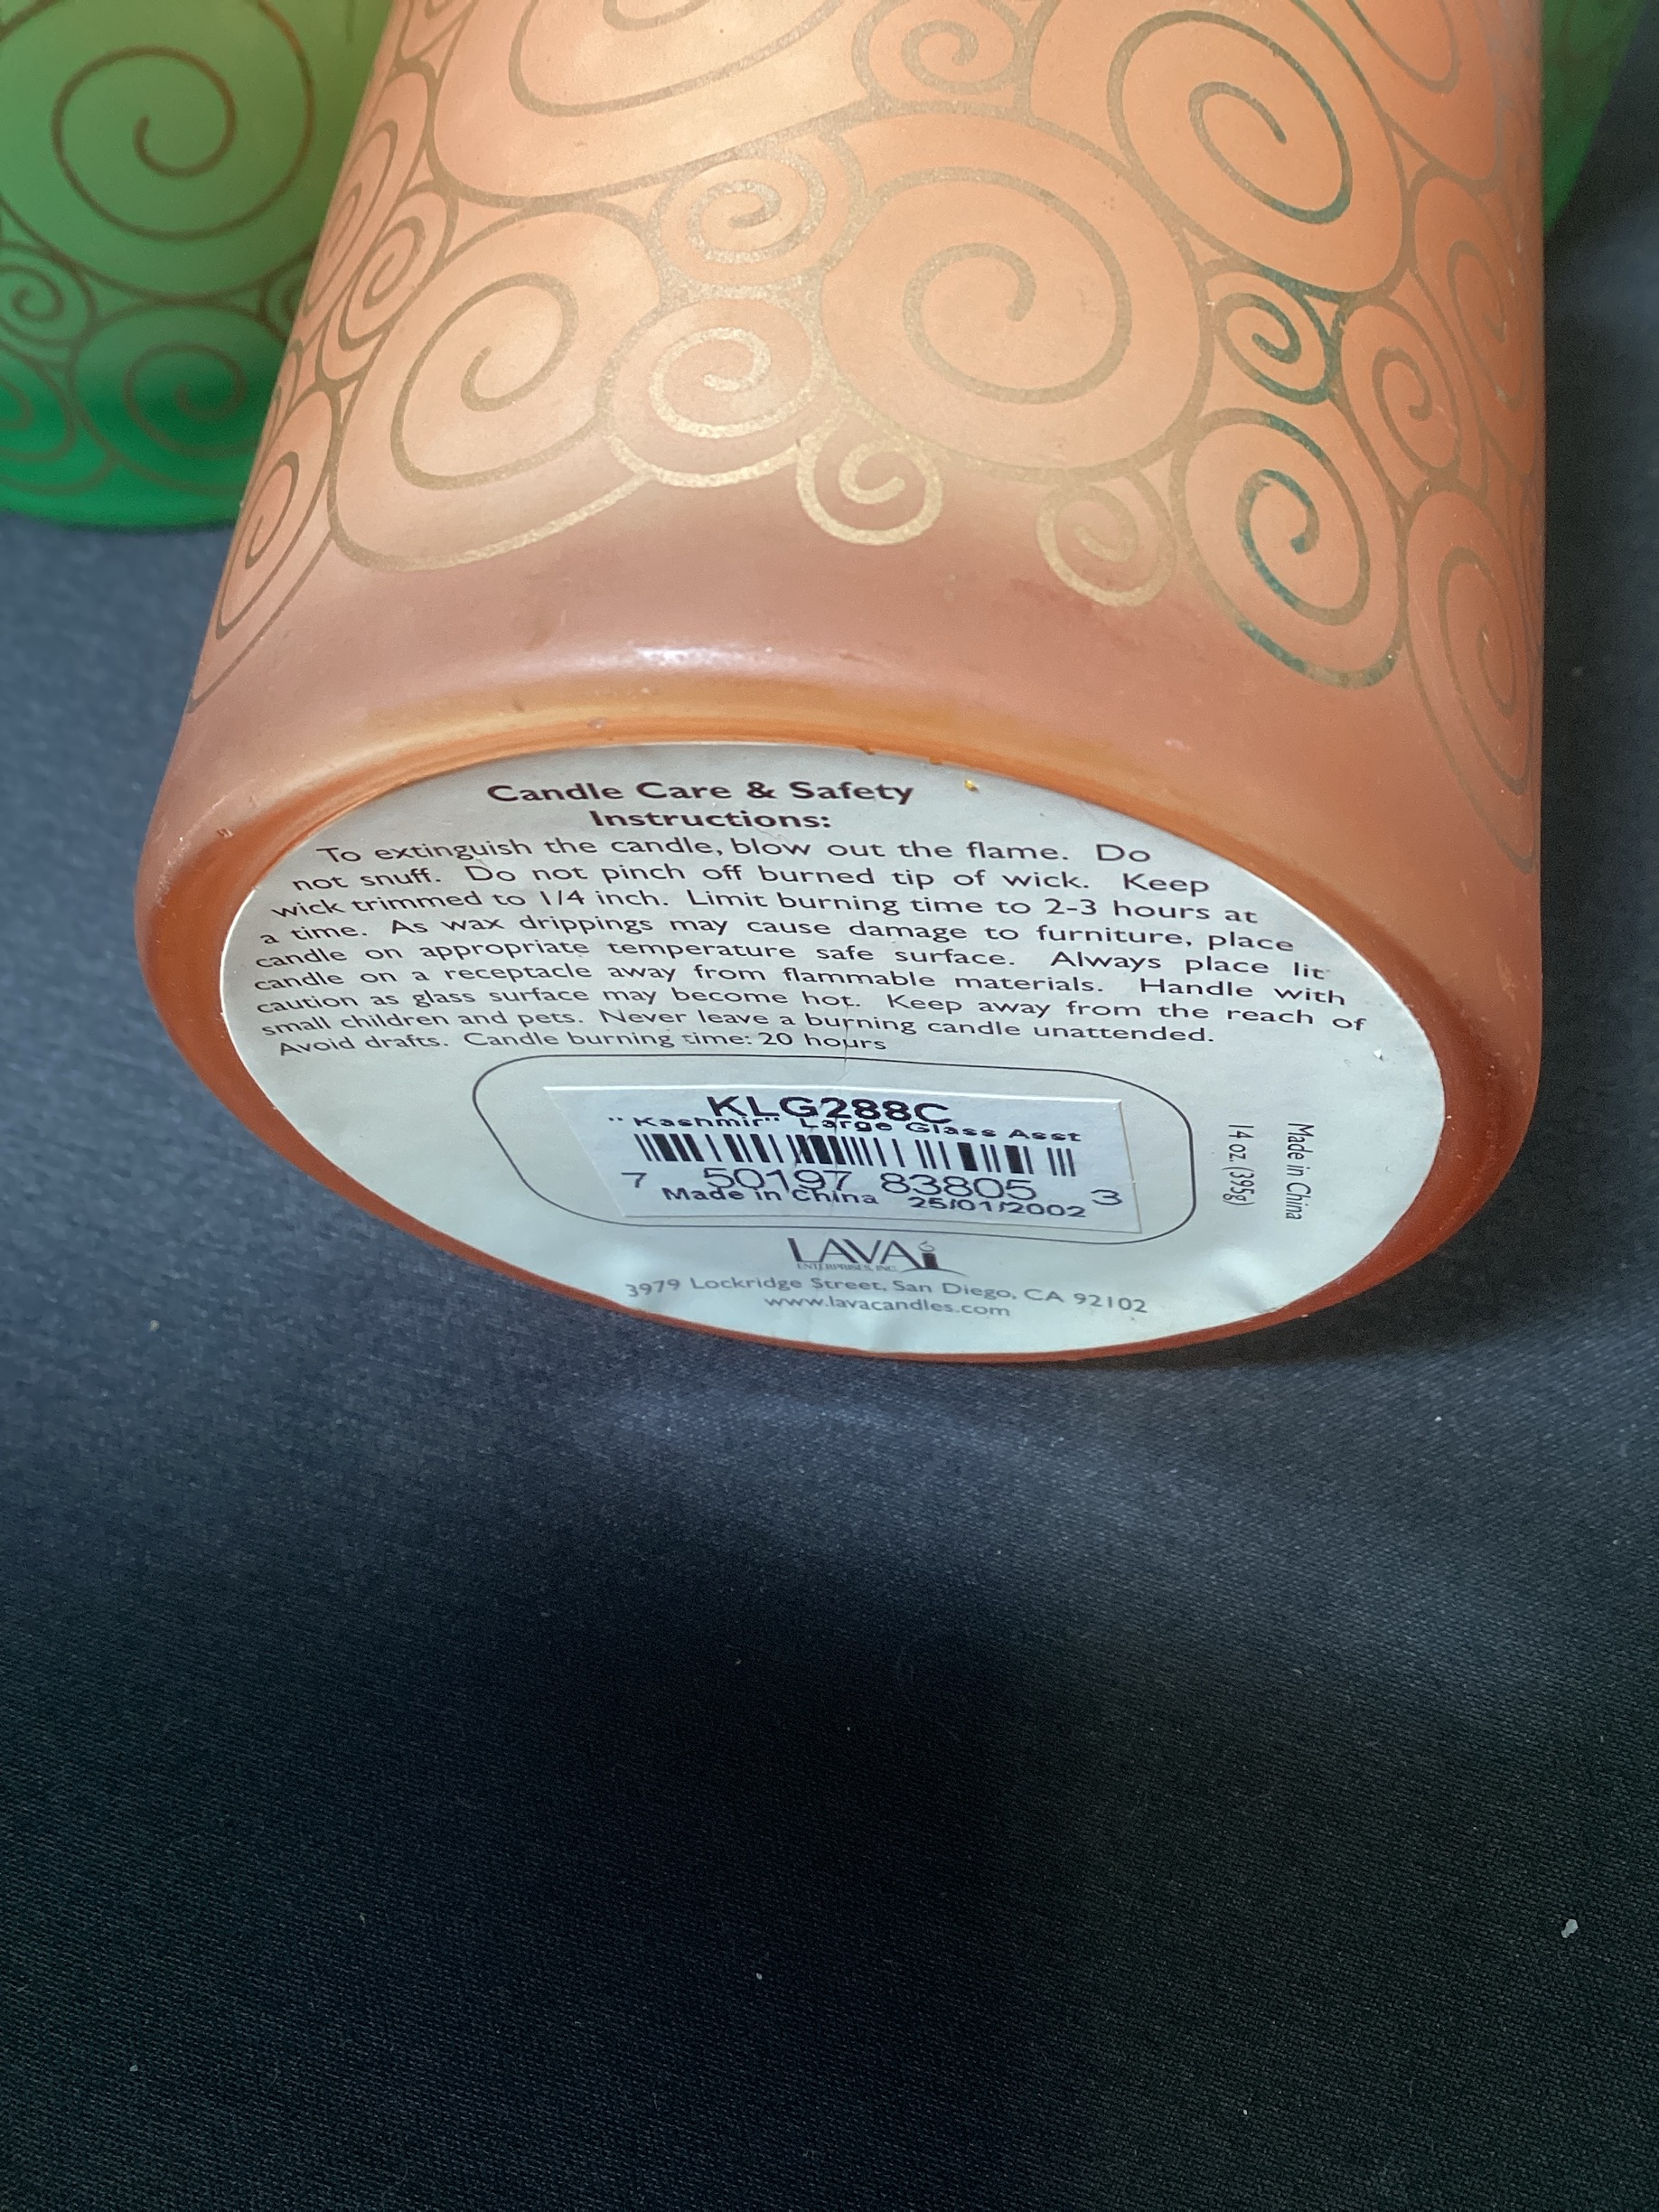 Candle Care & Safety
Instructions:
To extinguish the candle, blow out the flame. Do
not snuff. Do not pinch off burned tip of wick. Keep
wick trimmed to 1/4 inch. Limit burning time to 2-3 hours at
a time. As wax drippings may cause damage to furniture, place
candle on appropriate temperature safe surface. Always place lit
candle on a receptacle away from flammable materials. Handle with
caution as glass surface may become hot. Keep away from the reach of
small children and pets. Never leave a burning candle unattended.
Avoid drafts. Candle burning time: 20 hours
KLG288C
"Kashmir" Large Glass Asst
7 50197 83805 3
Made in China 25/01/2002
LAVA
ENTERPRISES, INC.
3979 Lockridge Street, San Diego, CA 92102
www.lavacandles.com
14 oz. (395g)
Made in China